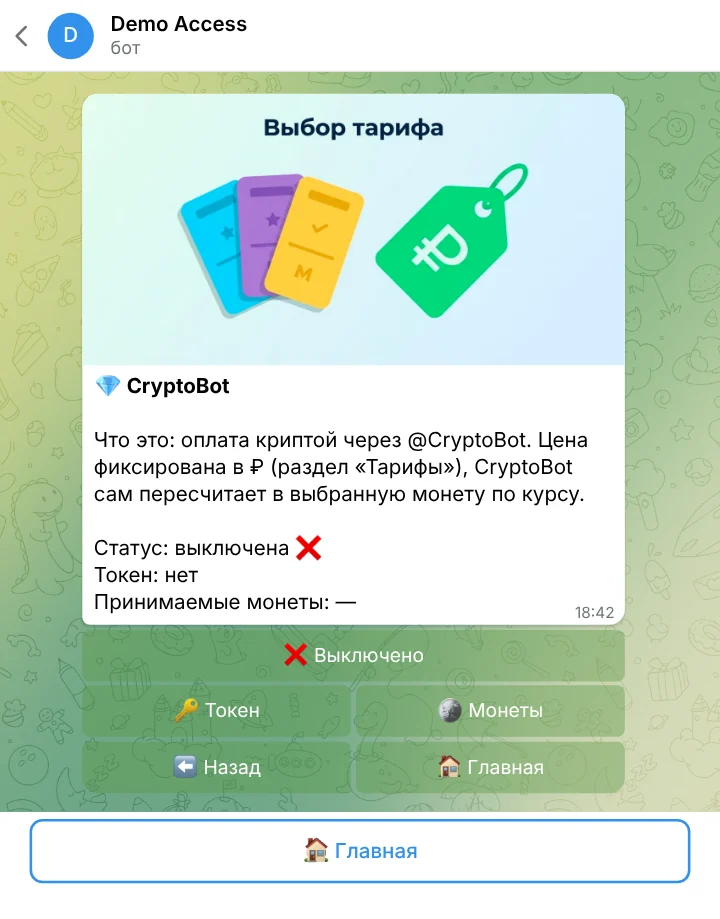 D
Demo Access
бот
Выбор тарифа
M
💎 CryptoBot
Что это: оплата криптой через @CryptoBot. Цена
фиксирована в ₽ (раздел «Тарифы»), CryptoBot
сам пересчитает в выбранную монету по курсу.
Статус: выключена ❌
Токен: нет
Принимаемые монеты: —
18:42
❌ Выключено
🔑 Токен
🪙 Монеты
⬅️ Назад
🏠 Главная
🏠 Главная